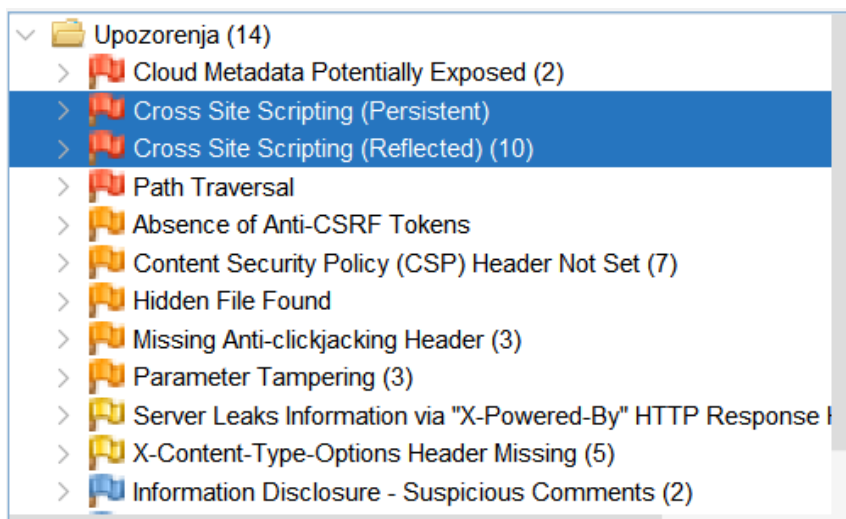 Upozorenja (14)
Cloud Metadata Potentially Exposed (2)
Cross Site Scripting (Persistent)
Cross Site Scripting (Reflected) (10)
Path Traversal
Absence of Anti-CSRF Tokens
Content Security Policy (CSP) Header Not Set (7)
Hidden File Found
Missing Anti-clickjacking Header (3)
Parameter Tampering (3)
Server Leaks Information via "X-Powered-By" HTTP Response
X-Content-Type-Options Header Missing (5)
Information Disclosure - Suspicious Comments (2)